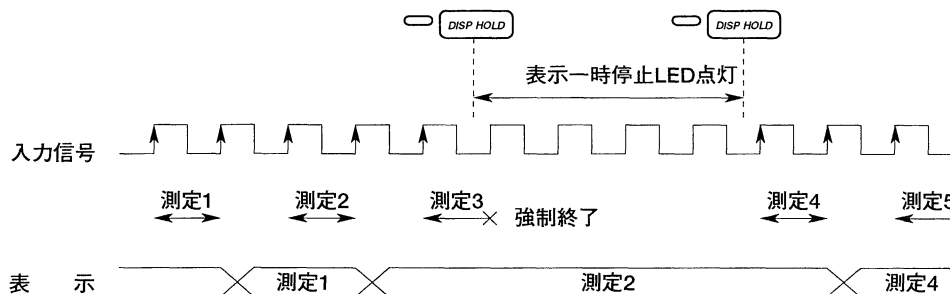 DISP HOLD DISP HOLD
表示一時停止LED点灯
入力信号
測定1 測定2 測定3 強制終了 測定4 測定5
表 示 測定1 測定2 測定4